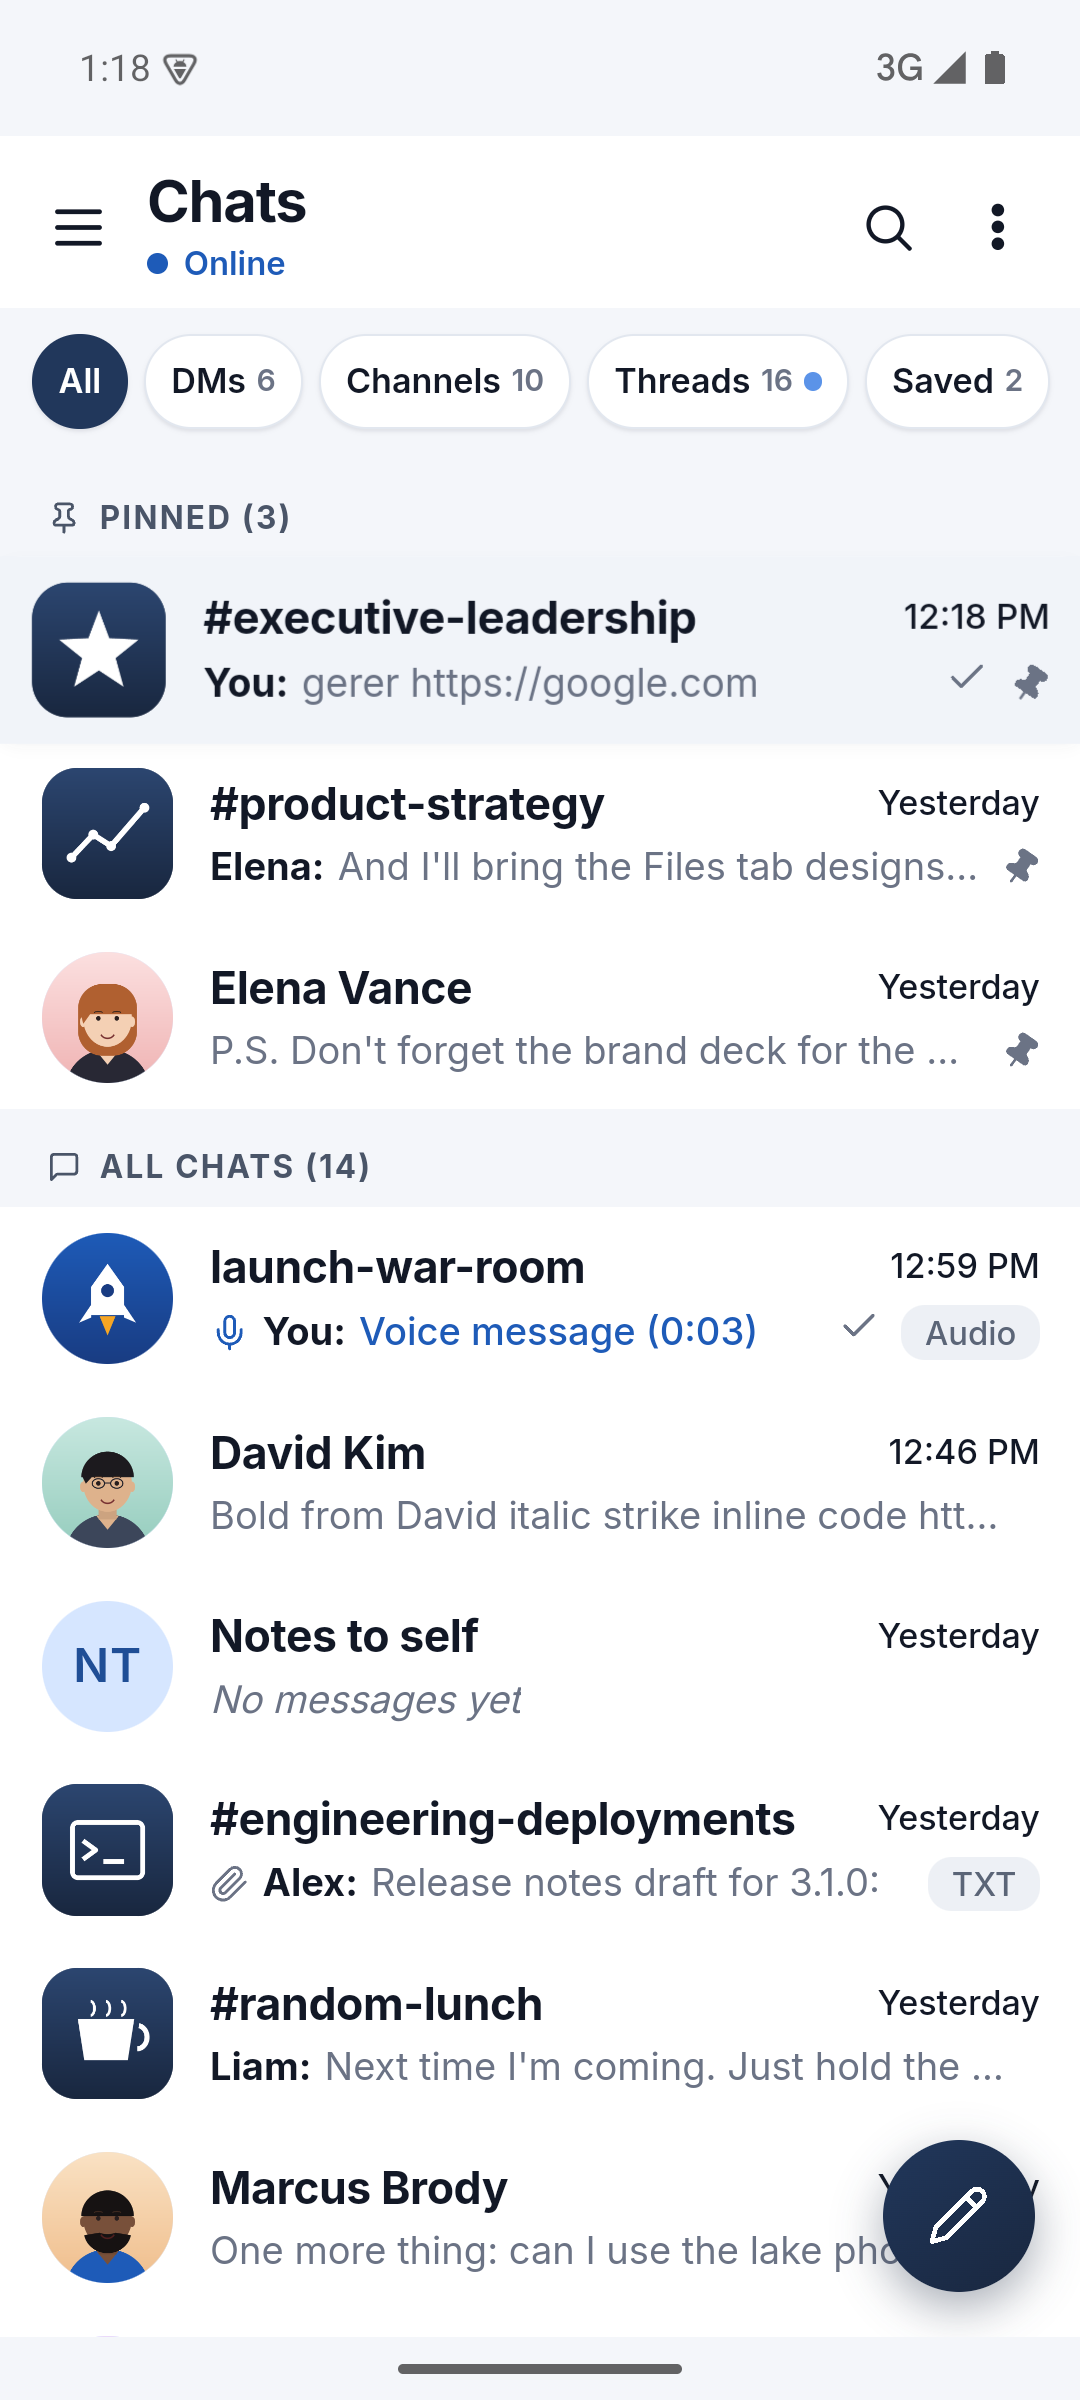 1:18
3G
Chats
Online
All
DMs 6
Channels 10
Threads 16
Saved 2
PINNED (3)
#executive-leadership 12:18 PM
You: gerer https://google.com
#product-strategy Yesterday
Elena: And I'll bring the Files tab designs...
Elena Vance Yesterday
P.S. Don't forget the brand deck for the ...
ALL CHATS (14)
launch-war-room 12:59 PM
You: Voice message (0:03) Audio
David Kim 12:46 PM
Bold from David italic strike inline code htt...
NT
Notes to self Yesterday
No messages yet
#engineering-deployments Yesterday
Alex: Release notes draft for 3.1.0: TXT
#random-lunch Yesterday
Liam: Next time I'm coming. Just hold the ...
Marcus Brody
One more thing: can I use the lake